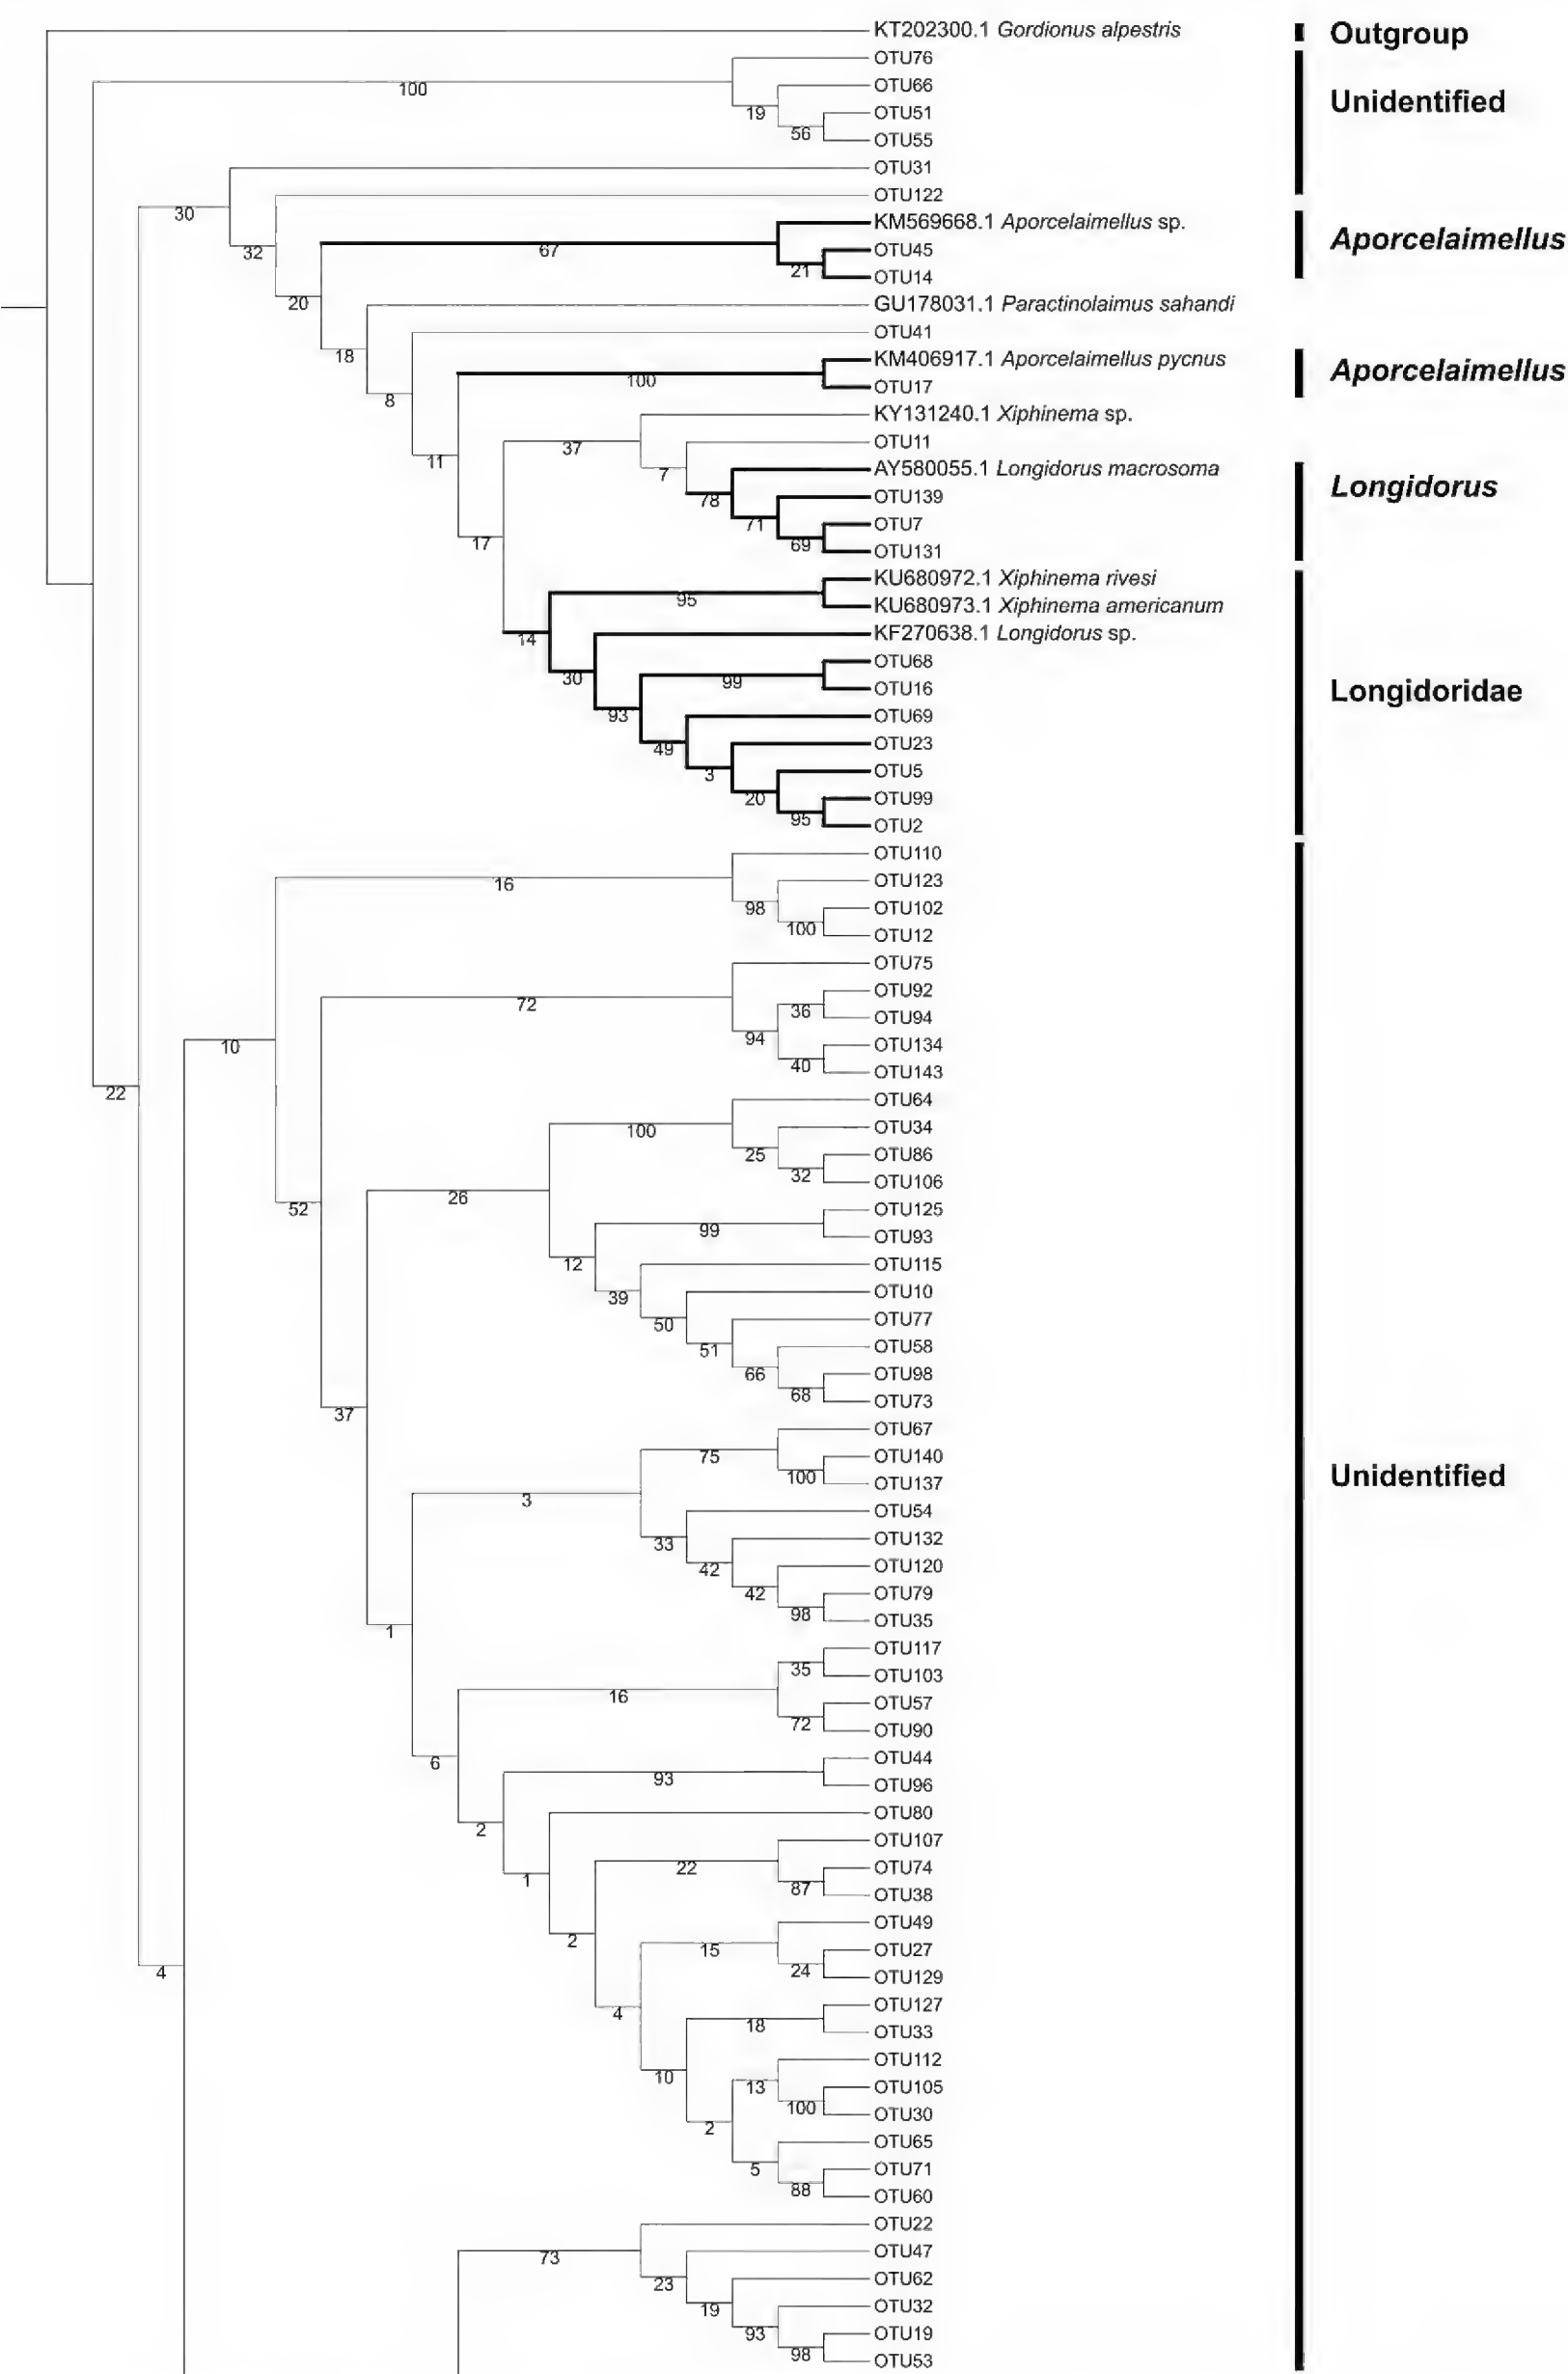 KT202300.1 Gordionus alpestris
Outgroup
OTU76
100
OTU66
Unidentified
19
OTU51
56
OTU55
OTU31
OTU122
30
KM569668.1 Aporcelaimellus sp.
Aporcelaimellus
32
67
OTU45
21
OTU14
20
GU178031.1 Paractinolaimus sahandi
OTU41
18
KM406917.1 Aporcelaimellus pycnus
Aporcelaimellus
100
OTU17
8
KY131240.1 Xiphinema sp.
37
OTU11
11
AY580055.1 Longidorus macrosoma
7
Longidorus
78
OTU139
71
OTU7
17
69
OTU131
KU680972.1 Xiphinema rivesi
95
KU680973.1 Xiphinema americanum
14
KF270638.1 Longidorus sp.
OTU68
30
99
OTU16
Longidoridae
93
OTU69
49
OTU23
3
OTU5
20
OTU99
95
OTU2
OTU110
16
OTU123
98
OTU102
100
OTU12
OTU75
72
OTU92
36
OTU94
94
10
OTU134
40
OTU143
22
OTU64
100
OTU34
25
OTU86
32
OTU106
26
52
OTU125
99
OTU93
12
OTU115
39
OTU10
50
OTU77
51
OTU58
66
OTU98
68
OTU73
37
OTU67
75
OTU140
100
OTU137
Unidentified
3
OTU54
33
OTU132
42
OTU120
42
OTU79
98
OTU35
1
OTU117
35
OTU103
16
OTU57
72
OTU90
6
OTU44
93
OTU96
2
OTU80
1
OTU107
22
OTU74
87
OTU38
2
OTU49
15
OTU27
24
OTU129
4
4
OTU127
18
OTU33
10
OTU112
13
OTU105
100
OTU30
2
OTU65
5
OTU71
88
OTU60
OTU22
73
OTU47
23
OTU62
19
OTU32
93
OTU19
98
OTU53